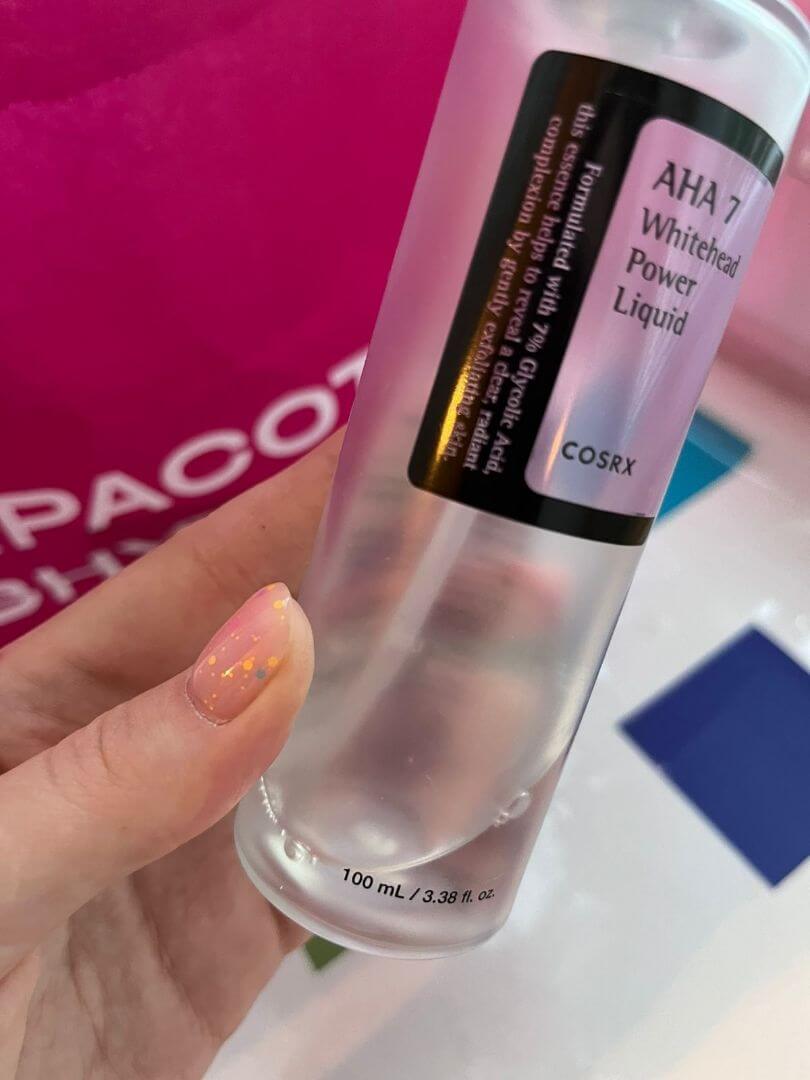 AHA 7
Whitehead
Power
Liquid
COSRX
Formulated with 7% Glycolic Acid,
this essence helps to reveal a clear, radiant
complexion by gently exfoliating skin.
100 mL / 3.38 fl. oz.